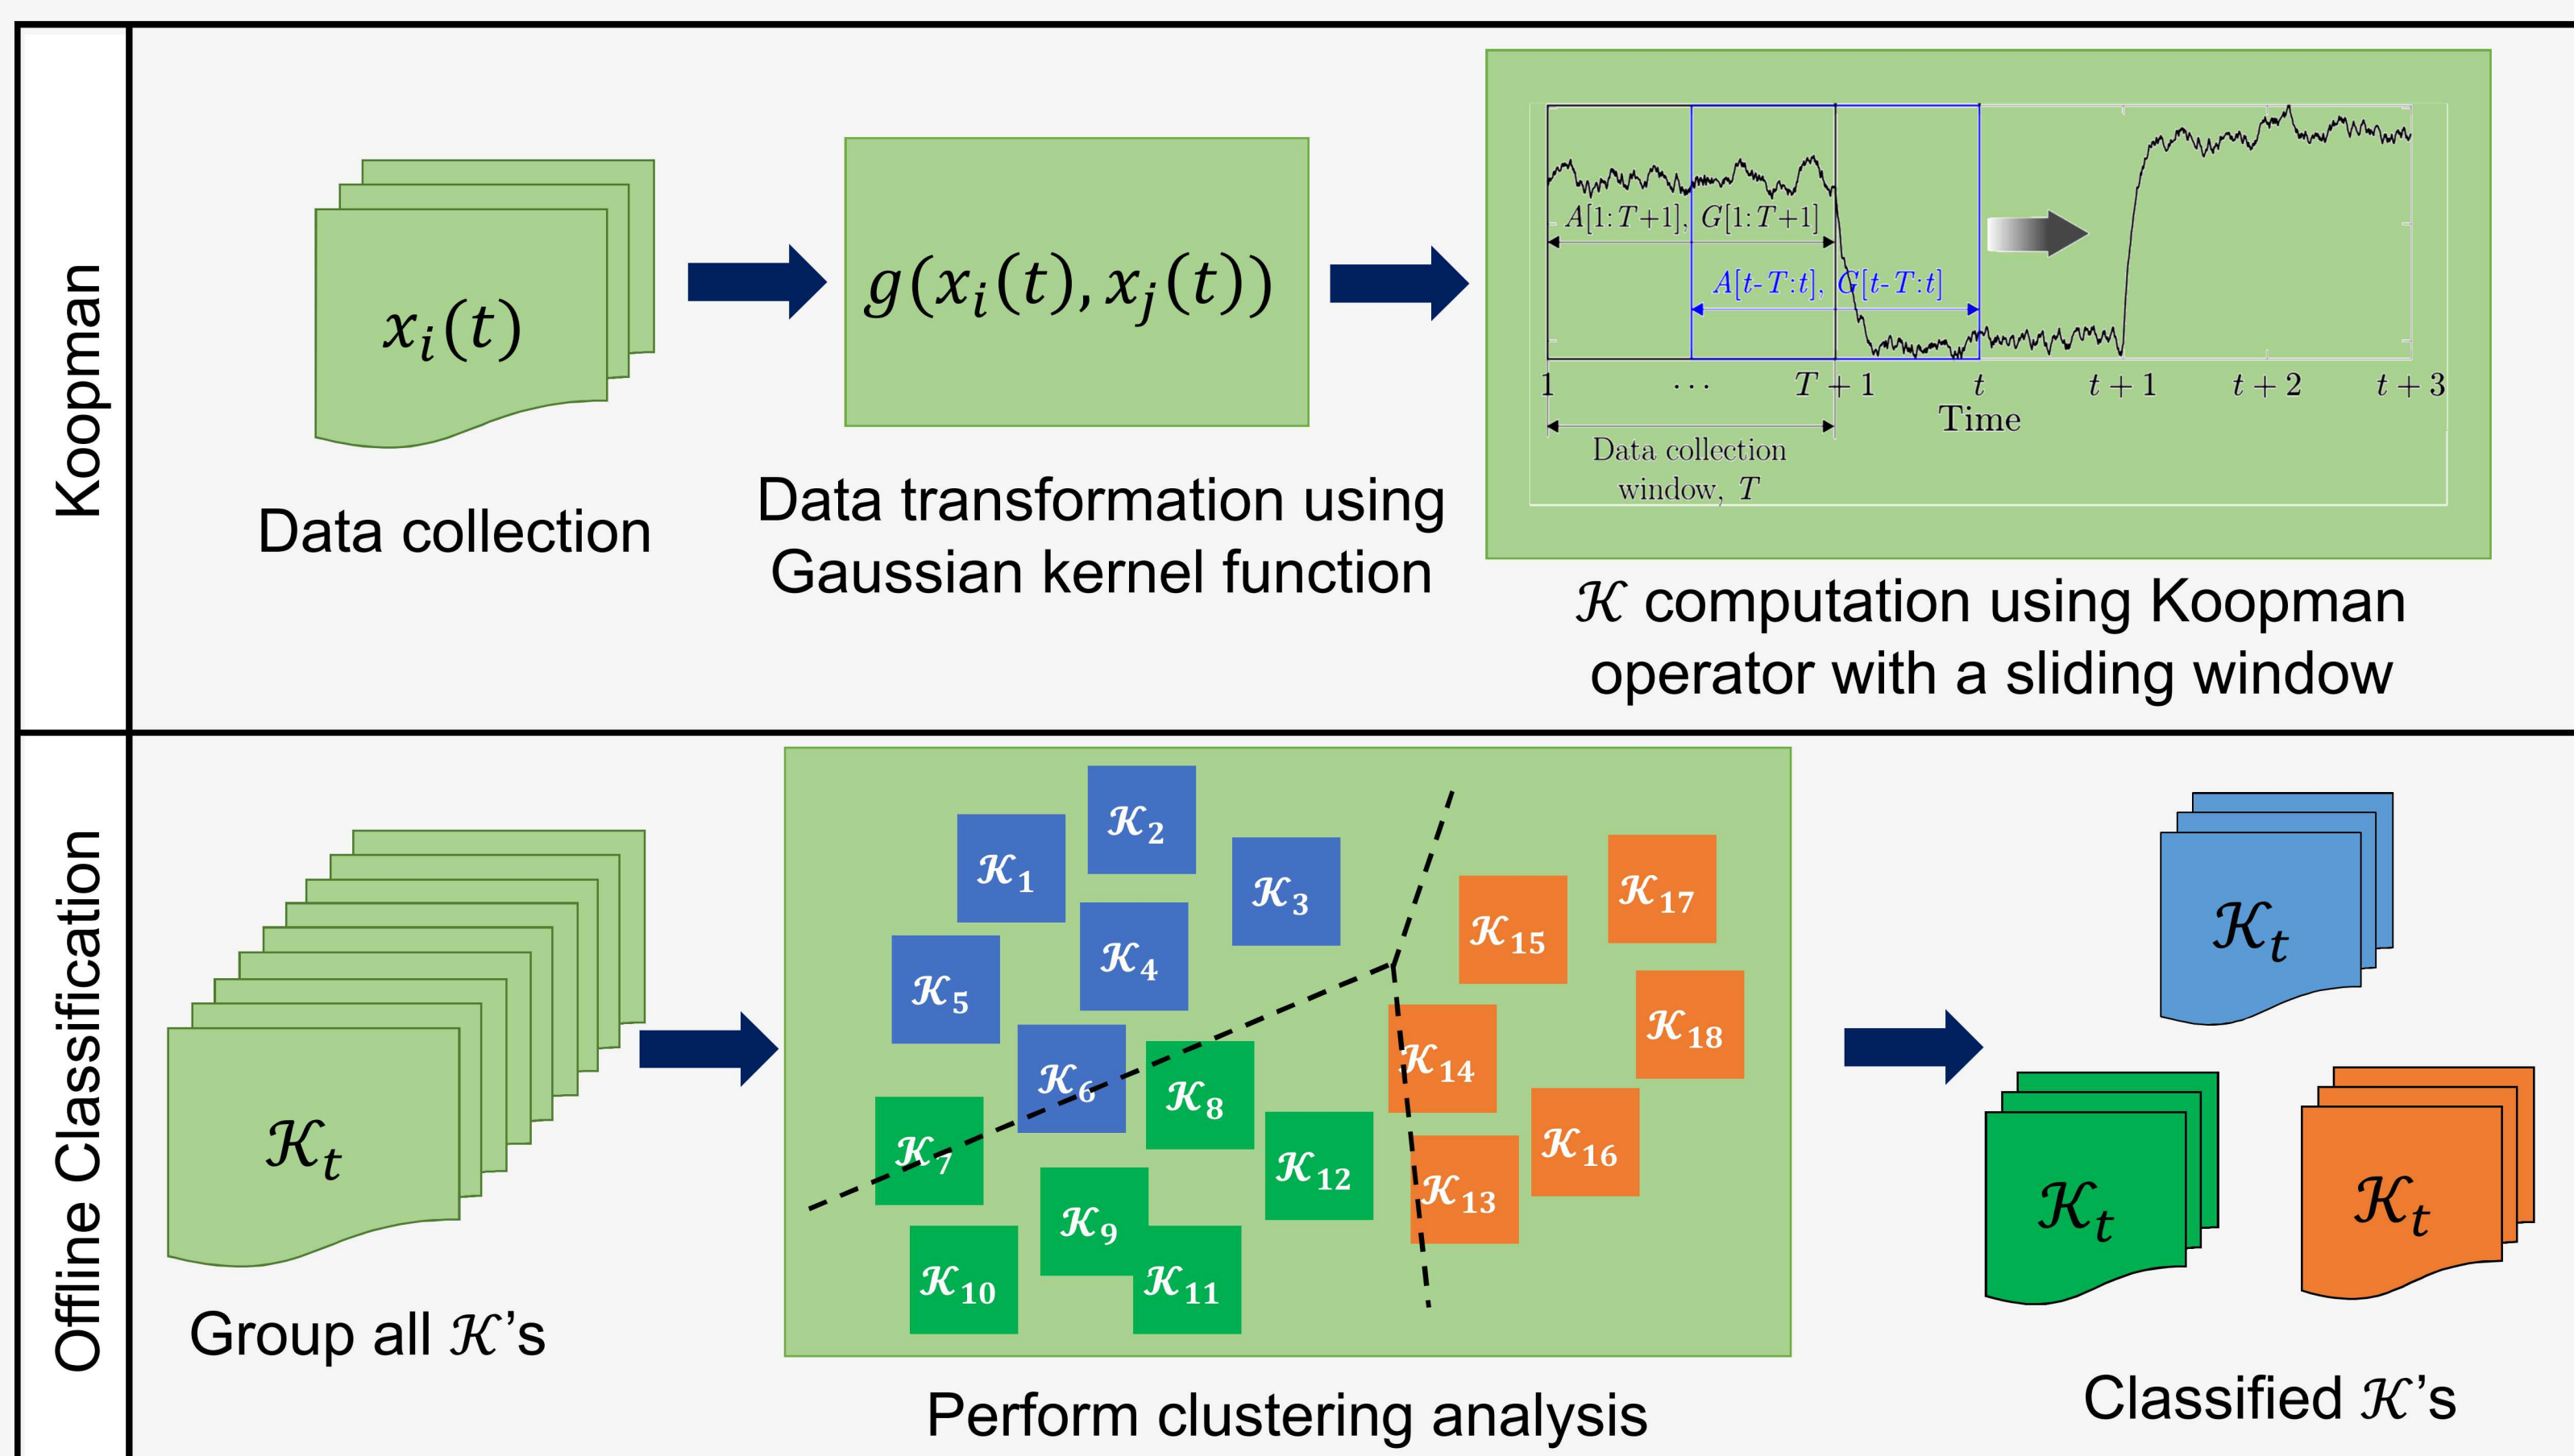 Koopman
𝒦 computation using Koopman
operator with a sliding window
x_i(t)
Data collection
g(x_i(t), x_j(t))
Data transformation using
Gaussian kernel function
A[1:T+1], G[1:T+1]
A[t-T:t], G[t-T:t]
1 ⋯ T + 1 t t + 1 t + 2 t + 3
Time
Data collection
window, T
Offline Classification
𝒦_t
Group all 𝒦's
𝒦_1
𝒦_2
𝒦_3
𝒦_4
𝒦_5
𝒦_6
𝒦_7
𝒦_8
𝒦_9
𝒦_10
𝒦_11
𝒦_12
𝒦_13
𝒦_14
𝒦_15
𝒦_16
𝒦_17
𝒦_18
Perform clustering analysis
𝒦_t
𝒦_t
𝒦_t
Classified 𝒦's